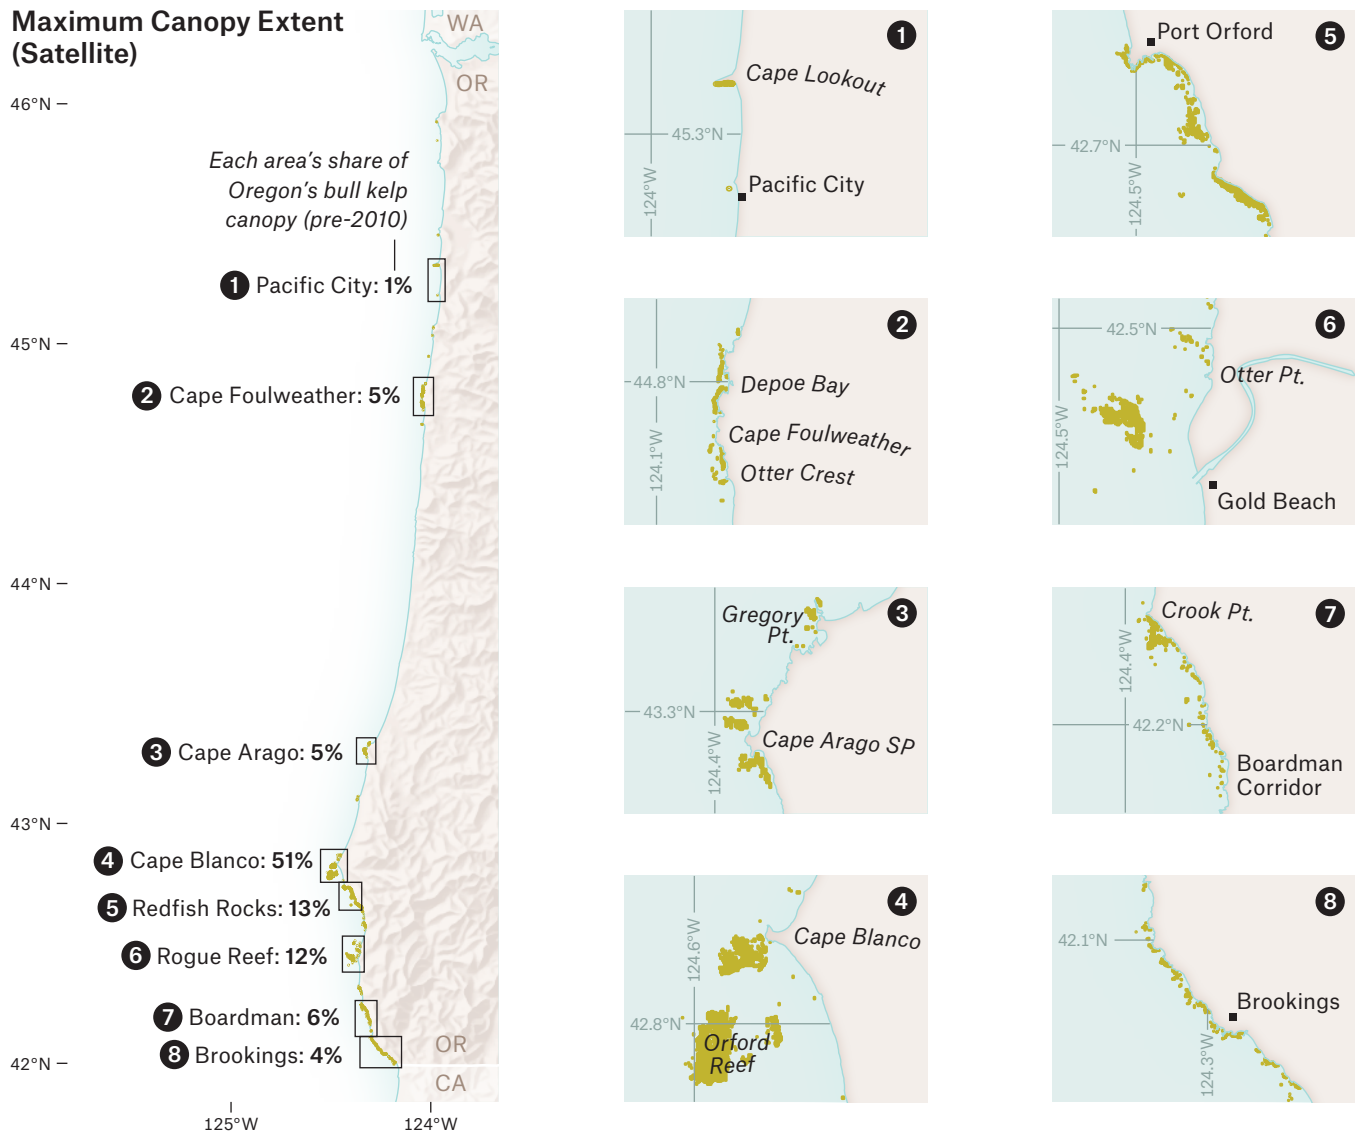 Maximum Canopy Extent
(Satellite)
WA
OR
46°N
Each area's share of
Oregon's bull kelp
canopy (pre-2010)
1 Pacific City: 1%
45°N
2 Cape Foulweather: 5%
44°N
3 Cape Arago: 5%
43°N
4 Cape Blanco: 51%
5 Redfish Rocks: 13%
6 Rogue Reef: 12%
7 Boardman: 6%
8 Brookings: 4%
OR
42°N
CA
125°W
124°W
1
Cape Lookout
45.3°N
124°W
Pacific City
2
44.8°N
Depoe Bay
Cape Foulweather
124.1°W
Otter Crest
3
Gregory
Pt.
43.3°N
124.4°W
Cape Arago SP
4
124.6°W
Cape Blanco
42.8°N
Orford
Reef
5
Port Orford
42.7°N
124.5°W
6
42.5°N
Otter Pt.
124.5°W
Gold Beach
7
Crook Pt.
124.4°W
42.2°N
Boardman
Corridor
8
42.1°N
Brookings
124.3°W